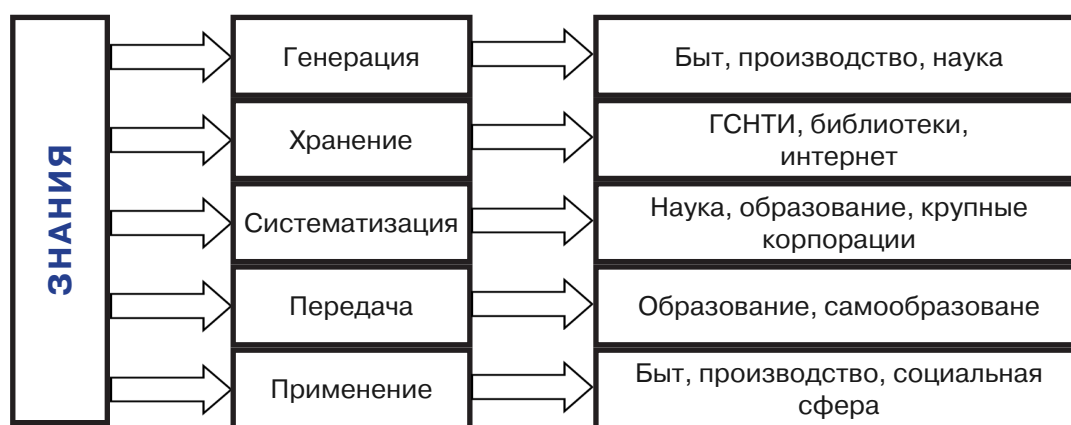 ЗНАНИЯ
Генерация
Быт, производство, наука
Хранение
ГСНТИ, библиотеки,
интернет
Систематизация
Наука, образование, крупные
корпорации
Передача
Образование, самообразоване
Применение
Быт, производство, социальная
сфера